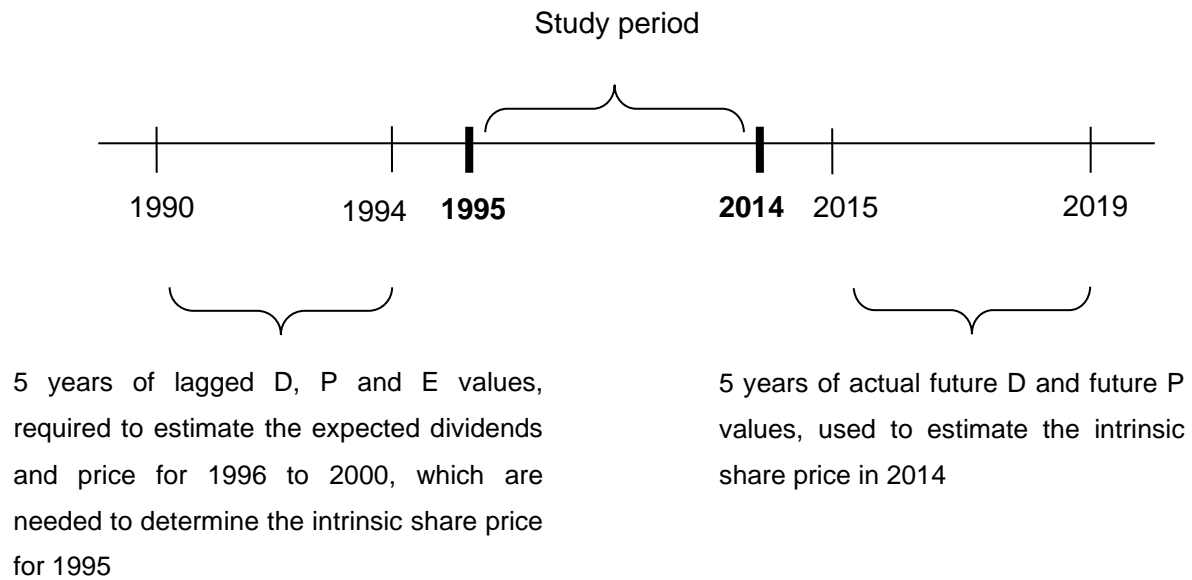 Study period
1990
1994
1995
2014
2015
2019
5 years of lagged D, P and E values,
required to estimate the expected dividends
and price for 1996 to 2000, which are
needed to determine the intrinsic share price
for 1995
5 years of actual future D and future P
values, used to estimate the intrinsic
share price in 2014